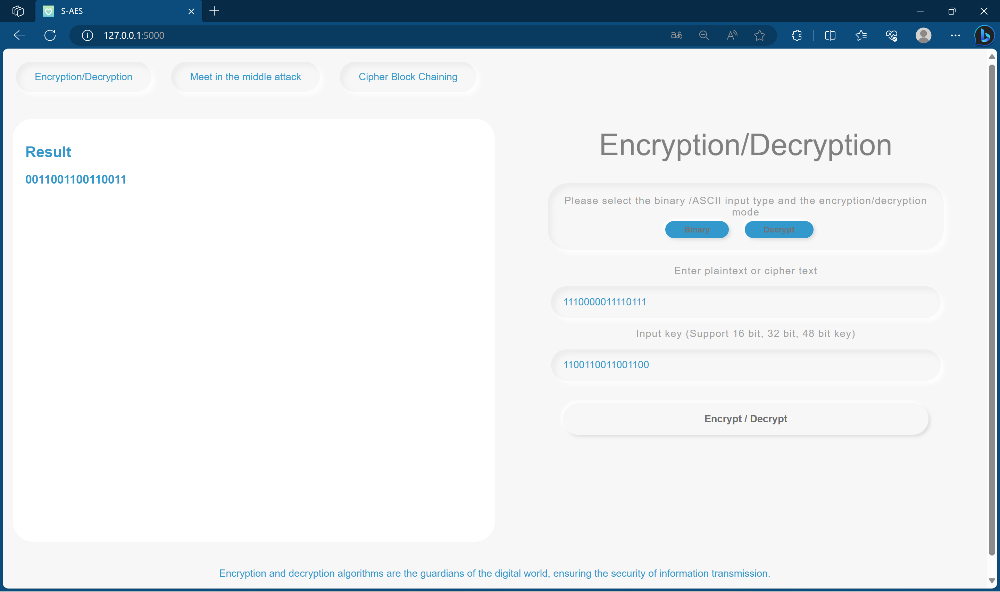 S-AES
127.0.0.1:5000
aあ
Encryption/Decryption
Meet in the middle attack
Cipher Block Chaining
Result
0011001100110011
Encryption/Decryption
Please select the binary /ASCII input type and the encryption/decryption
mode
Binary
Decrypt
Enter plaintext or cipher text
1110000011110111
Input key (Support 16 bit, 32 bit, 48 bit key)
1100110011001100
Encrypt / Decrypt
Encryption and decryption algorithms are the guardians of the digital world, ensuring the security of information transmission.